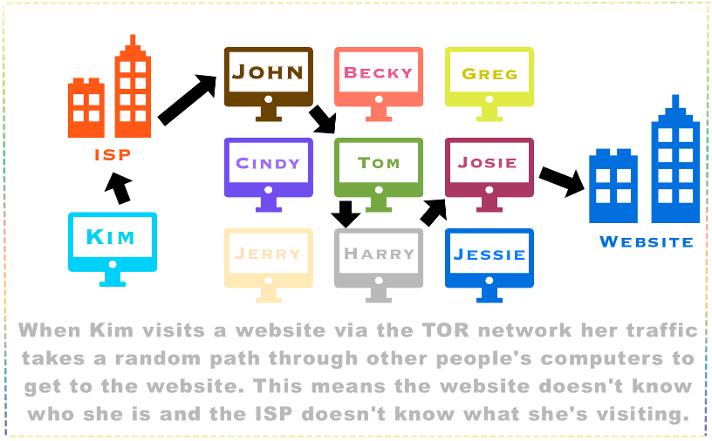 John
Becky
Greg
ISP
Cindy
Tom
Josie
Kim
Website
Jerry
Harry
Jessie
When Kim visits a website via the TOR network her traffic
takes a random path through other people's computers to
get to the website. This means the website doesn't know
who she is and the ISP doesn't know what she's visiting.